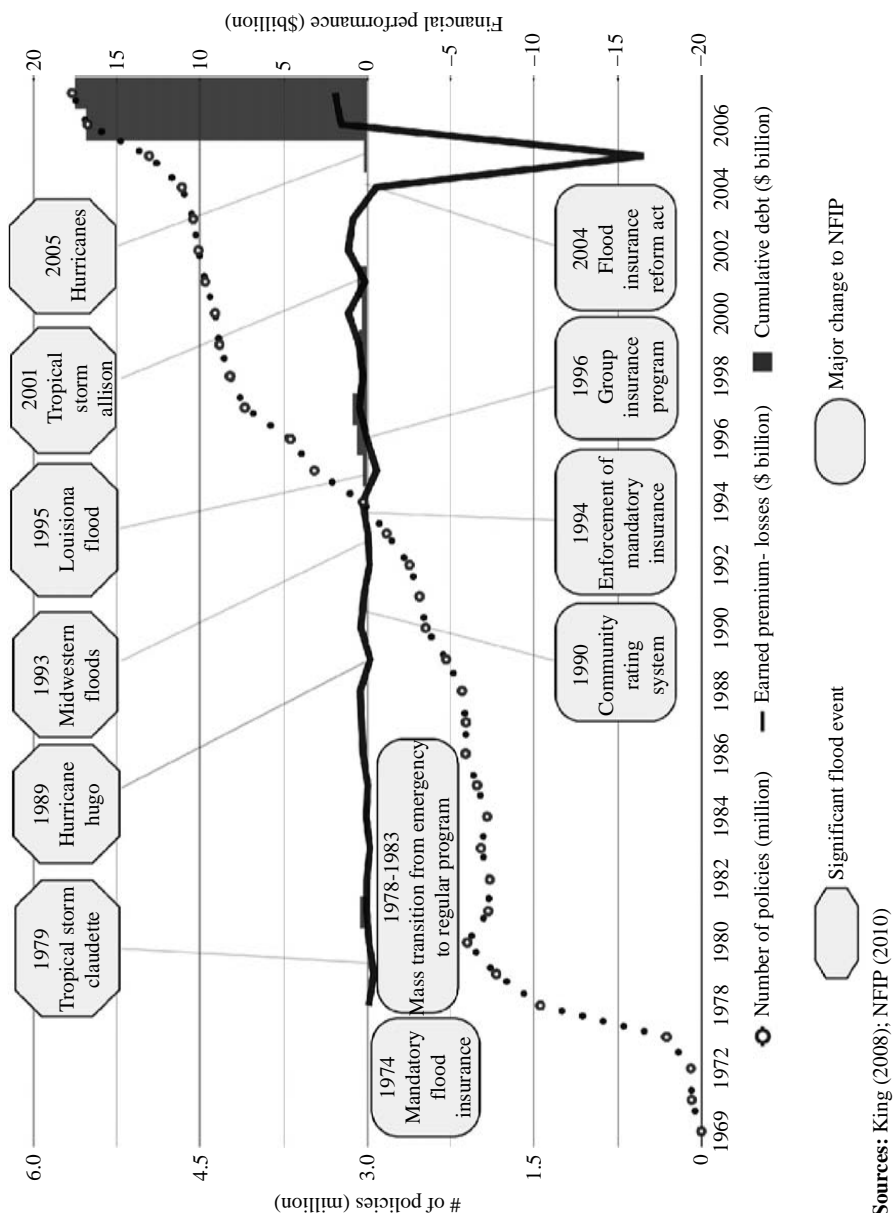 Financial performance ($billion)
20
15
10
5
0
-5
-10
-15
-20
2005
Hurricanes
2001
Tropical
storm
allison
1995
Louisiona
flood
1993
Midwestern
floods
1989
Hurricane
hugo
1979
Tropical storm
claudette
2004
Flood
insurance
reform act
1996
Group
insurance
program
1994
Enforcement of
mandatory
insurance
1990
Community
rating
system
1978-1983
Mass transition from emergency
to regular program
1974
Mandatory
flood
insurance
6.0
4.5
3.0
1.5
0
# of policies (million)
1969
1972
1978
1980
1982
1984
1986
1988
1990
1992
1994
1996
1998
2000
2002
2004
2006
Number of policies (million)
Earned premium- losses ($ billion)
Cumulative debt ($ billion)
Significant flood event
Major change to NFIP
Sources: King (2008); NFIP (2010)